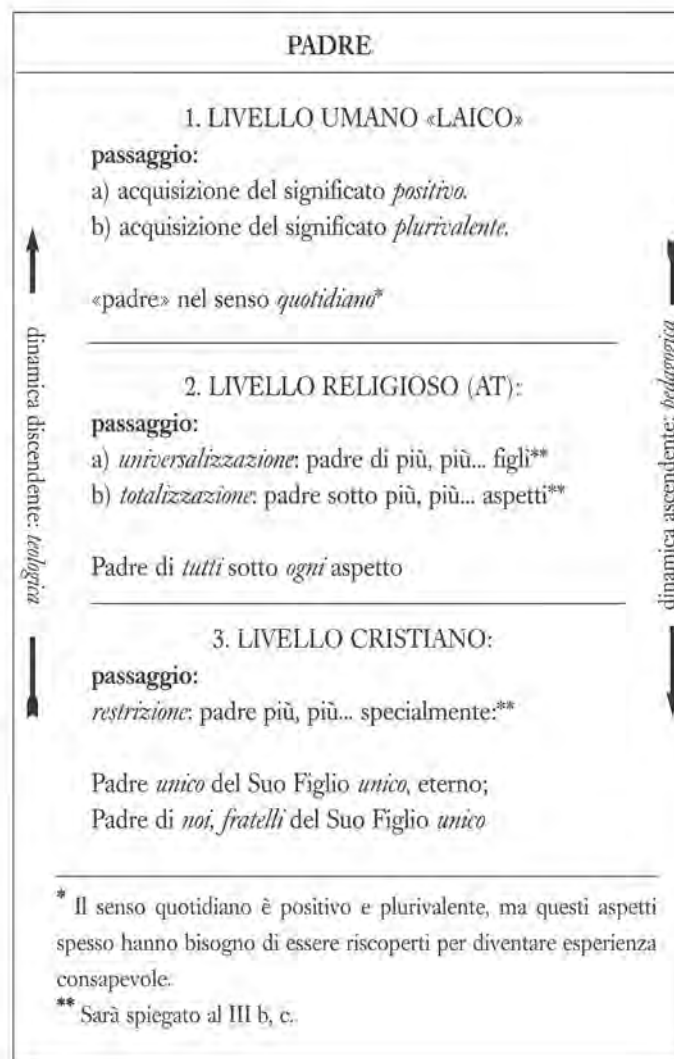 PADRE
1. LIVELLO UMANO «LAICO»
passaggio:
a) acquisizione del significato positivo.
b) acquisizione del significato plurivalente.
«padre» nel senso quotidiano*
2. LIVELLO RELIGIOSO (AT):
passaggio:
a) universalizzazione: padre di più, più... figli**
b) totalizzazione: padre sotto più, più... aspetti**
Padre di tutti sotto ogni aspetto
3. LIVELLO CRISTIANO:
passaggio:
restrizione: padre più, più... specialmente:**
Padre unico del Suo Figlio unico, eterno;
Padre di noi, fratelli del Suo Figlio unico
dinamica discendente: teologica
dinamica ascendente: pedagogica
* Il senso quotidiano è positivo e plurivalente, ma questi aspetti
spesso hanno bisogno di essere riscoperti per diventare esperienza
consapevole.
** Sarà spiegato al III b, c.